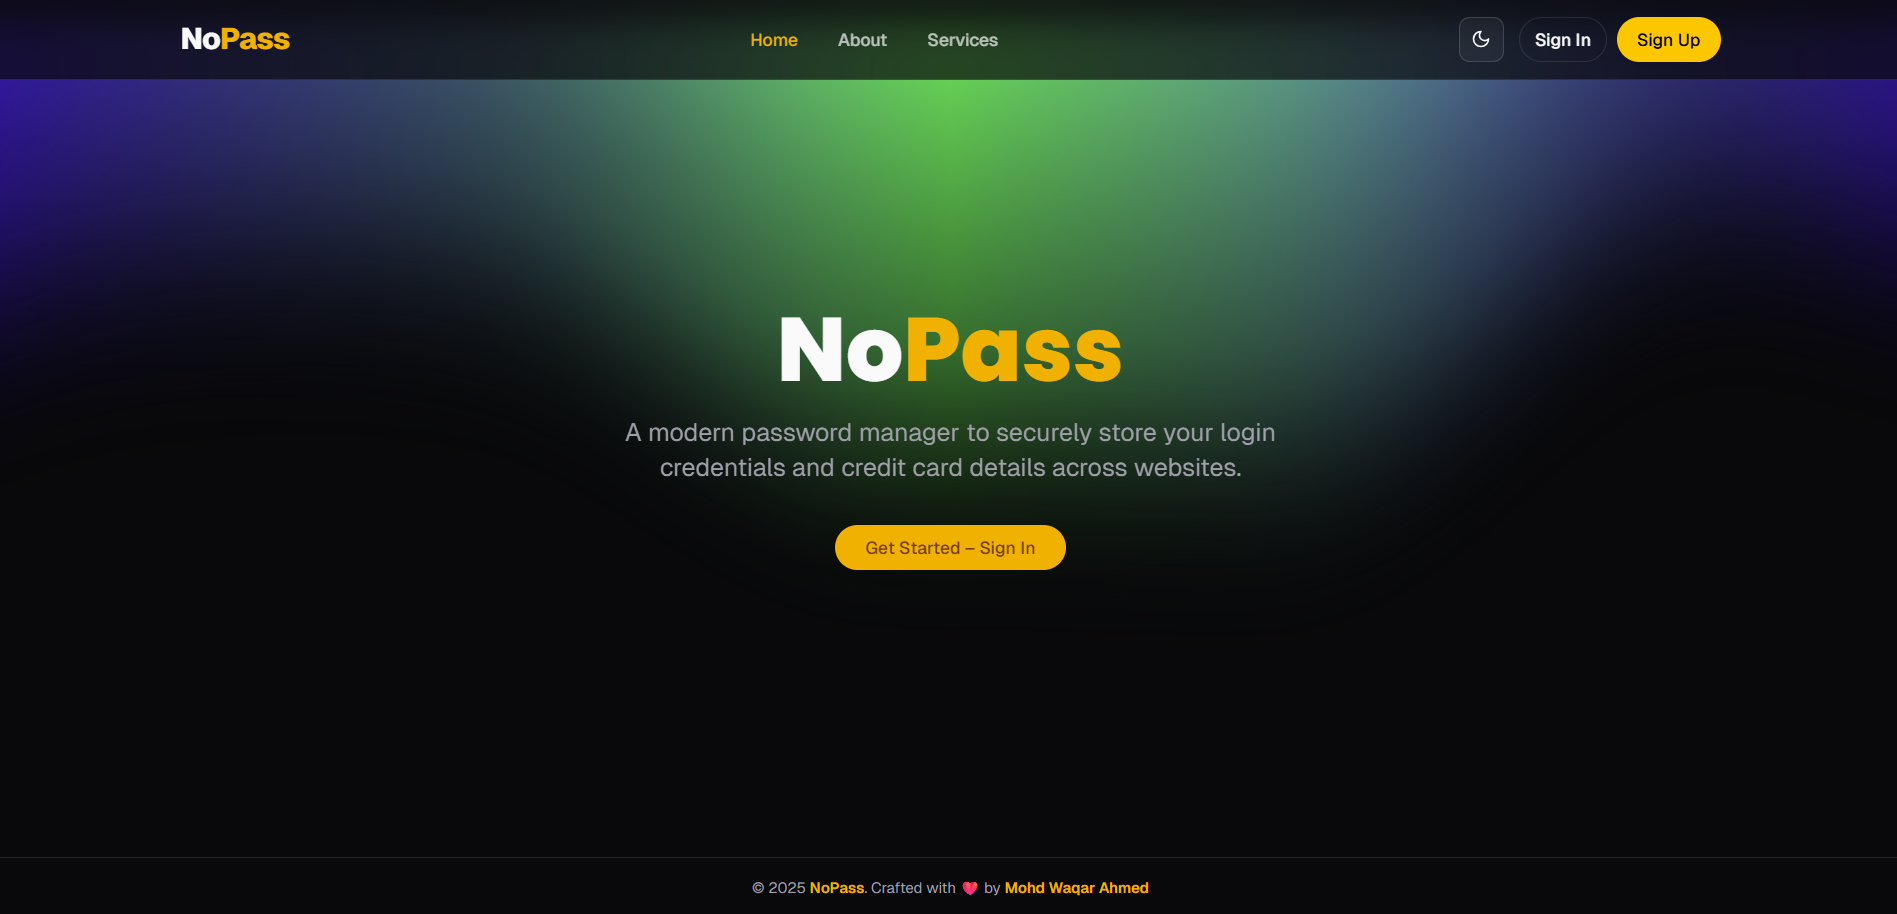 NoPass
Home About Services
Sign In Sign Up
NoPass
A modern password manager to securely store your login
credentials and credit card details across websites.
Get Started – Sign In
© 2025 NoPass. Crafted with ❤️ by Mohd Waqar Ahmed